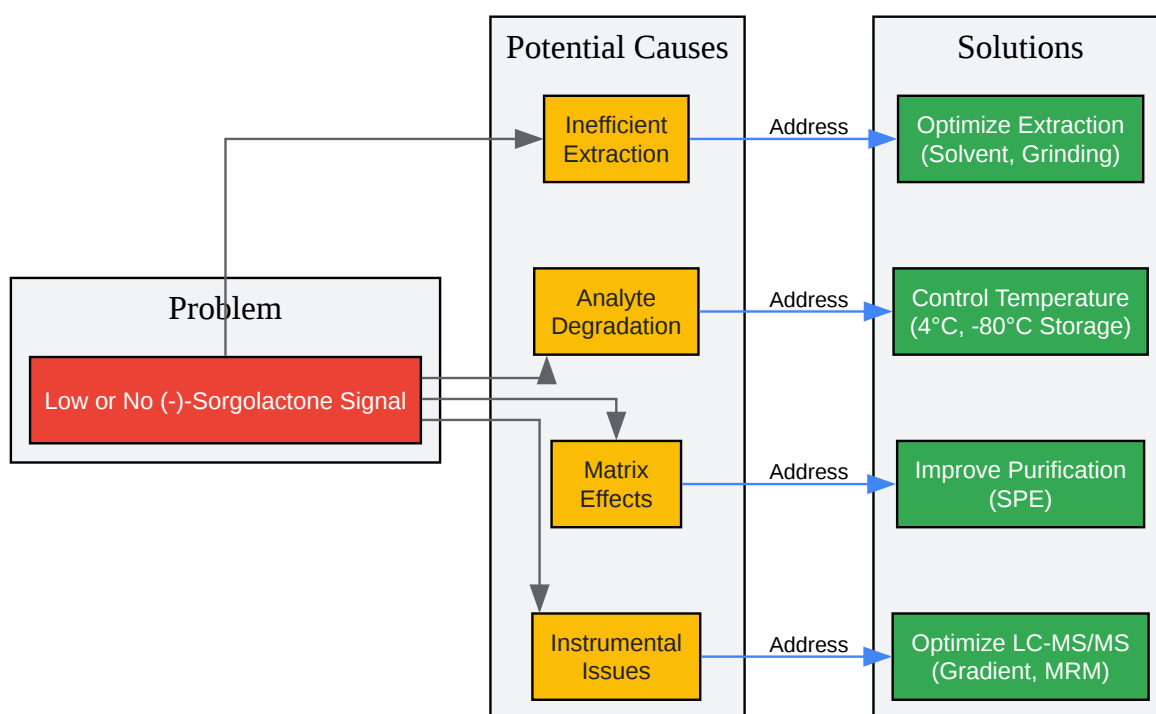 Potential Causes
Solutions
Inefficient
Extraction
Address
Optimize Extraction
(Solvent, Grinding)
Problem
Low or No (-)-Sorgolactone Signal
Analyte
Degradation
Address
Control Temperature
(4°C, -80°C Storage)
Matrix
Effects
Address
Improve Purification
(SPE)
Instrumental
Issues
Address
Optimize LC-MS/MS
(Gradient, MRM)